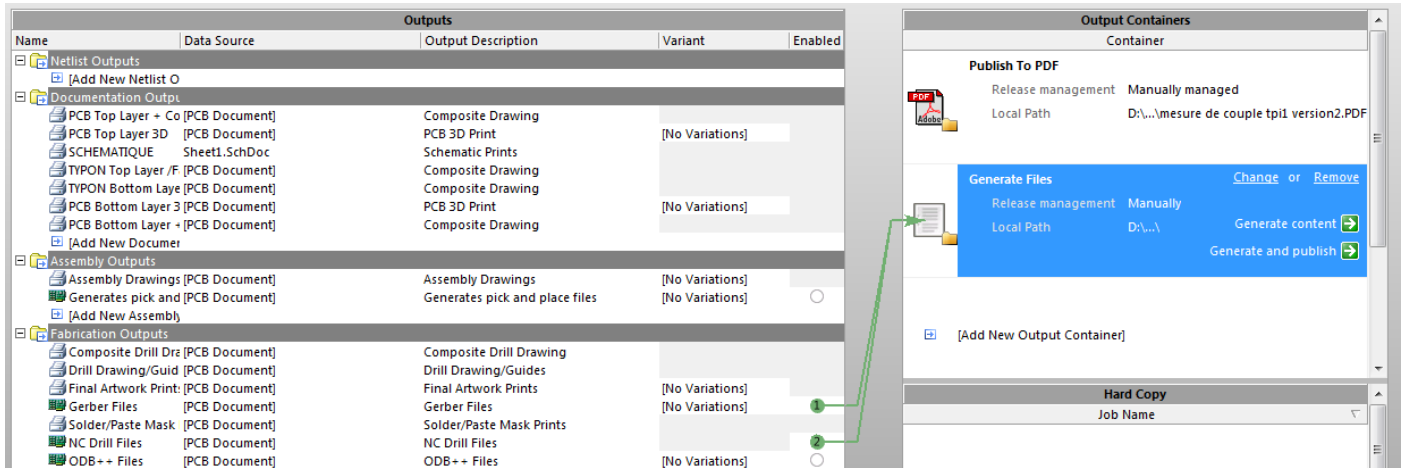 Outputs
Name Data Source Output Description Variant Enabled
Netlist Outputs
[Add New Netlist O
Documentation Outpu
PCB Top Layer + Co [PCB Document] Composite Drawing
PCB Top Layer 3D [PCB Document] PCB 3D Print [No Variations]
SCHEMATIQUE Sheet1.SchDoc Schematic Prints
TYPON Top Layer /F [PCB Document] Composite Drawing
TYPON Bottom Laye [PCB Document] Composite Drawing
PCB Bottom Layer 3 [PCB Document] PCB 3D Print [No Variations]
PCB Bottom Layer + [PCB Document] Composite Drawing
[Add New Documer
Assembly Outputs
Assembly Drawings [PCB Document] Assembly Drawings [No Variations]
Generates pick and [PCB Document] Generates pick and place files [No Variations]
[Add New Assembly
Fabrication Outputs
Composite Drill Dra [PCB Document] Composite Drill Drawing
Drill Drawing/Guid [PCB Document] Drill Drawing/Guides
Final Artwork Print: [PCB Document] Final Artwork Prints [No Variations]
Gerber Files [PCB Document] Gerber Files [No Variations] 1
Solder/Paste Mask [PCB Document] Solder/Paste Mask Prints
NC Drill Files [PCB Document] NC Drill Files 2
ODB++ Files [PCB Document] ODB++ Files [No Variations]
Output Containers
Container
Publish To PDF
PDF
Adobe
Release management Manually managed
Local Path D:\...\mesure de couple tpi1 version2.PDF
Generate Files Change or Remove
Release management Manually
Local Path D:\...\ Generate content
Generate and publish
[Add New Output Container]
Hard Copy
Job Name